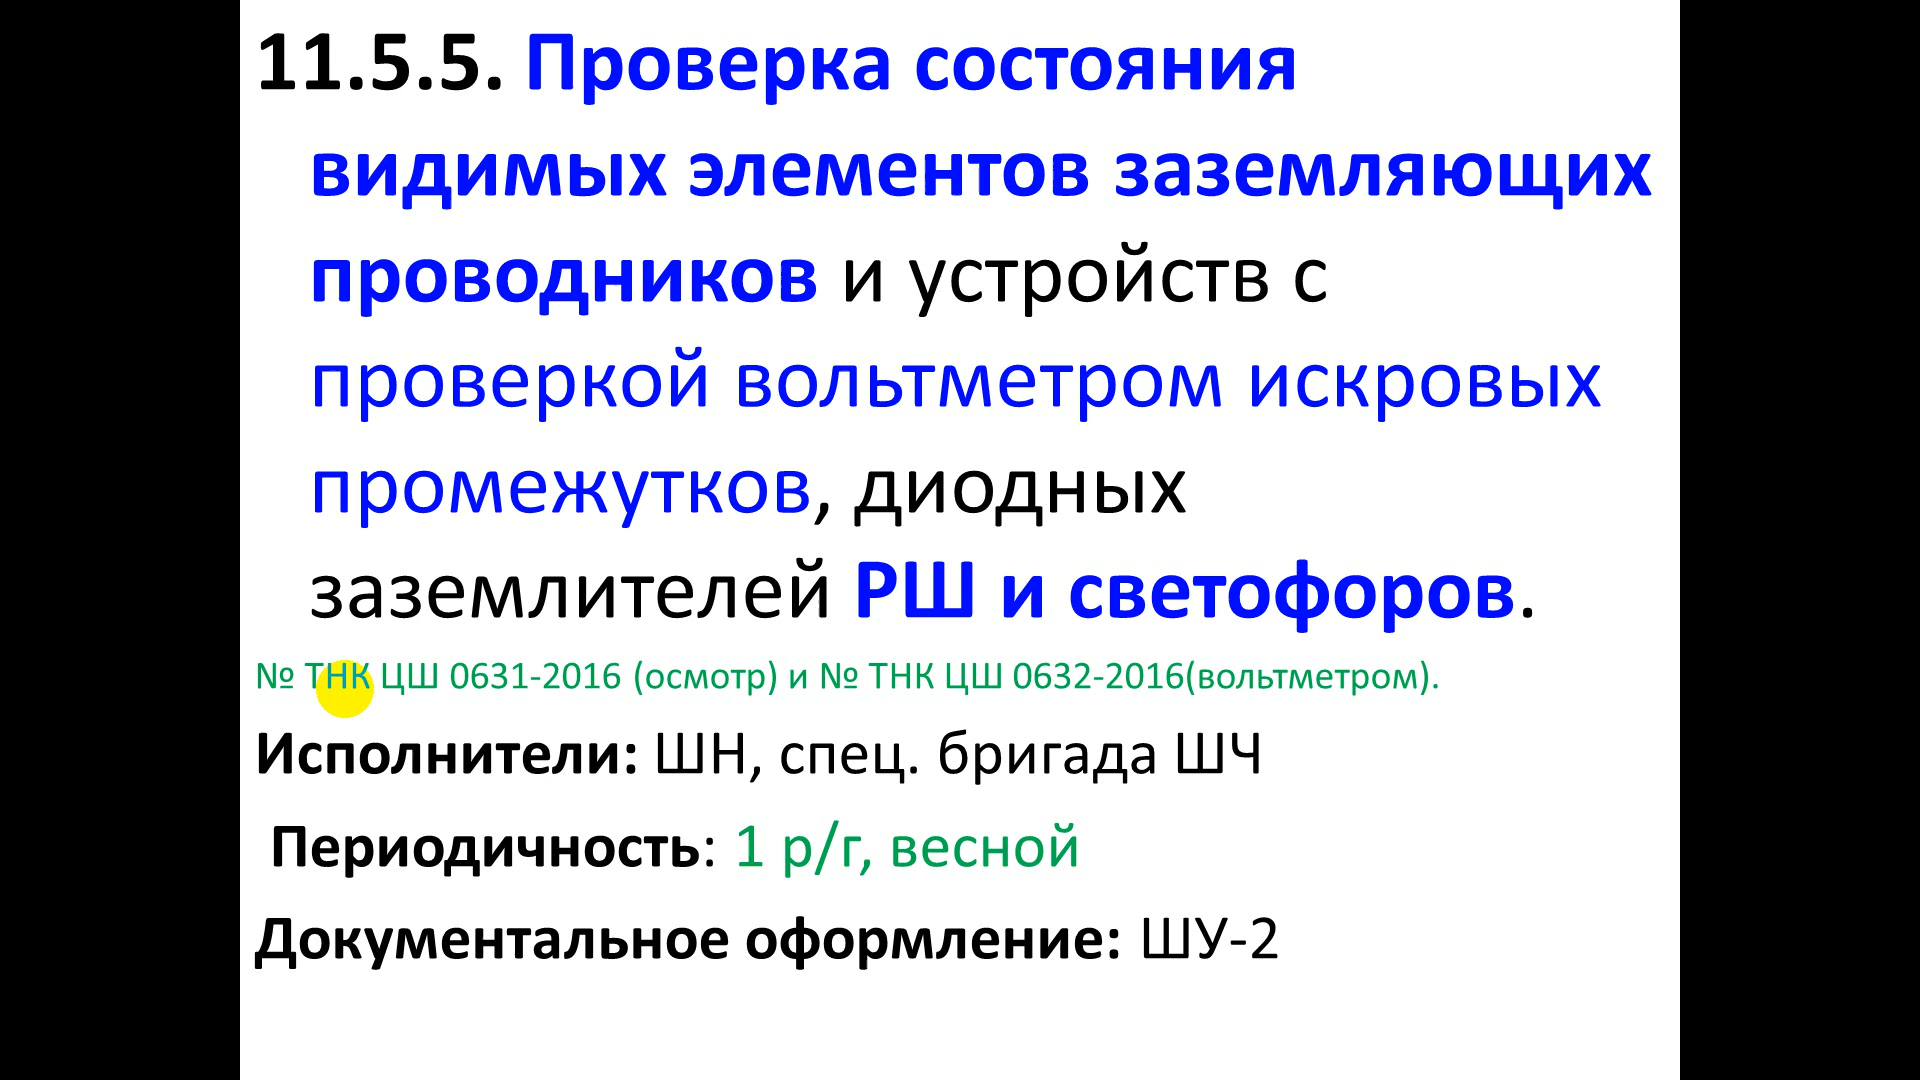 11.5.5. Проверка состояния
видимых элементов заземляющих
проводников и устройств с
проверкой вольтметром искровых
промежутков, диодных
заземлителей РШ и светофоров.
№ ТНК ЦШ 0631-2016 (осмотр) и № ТНК ЦШ 0632-2016(вольтметром).
Исполнители: ШН, спец. бригада ШЧ
Периодичность: 1 р/г, весной
Документальное оформление: ШУ-2